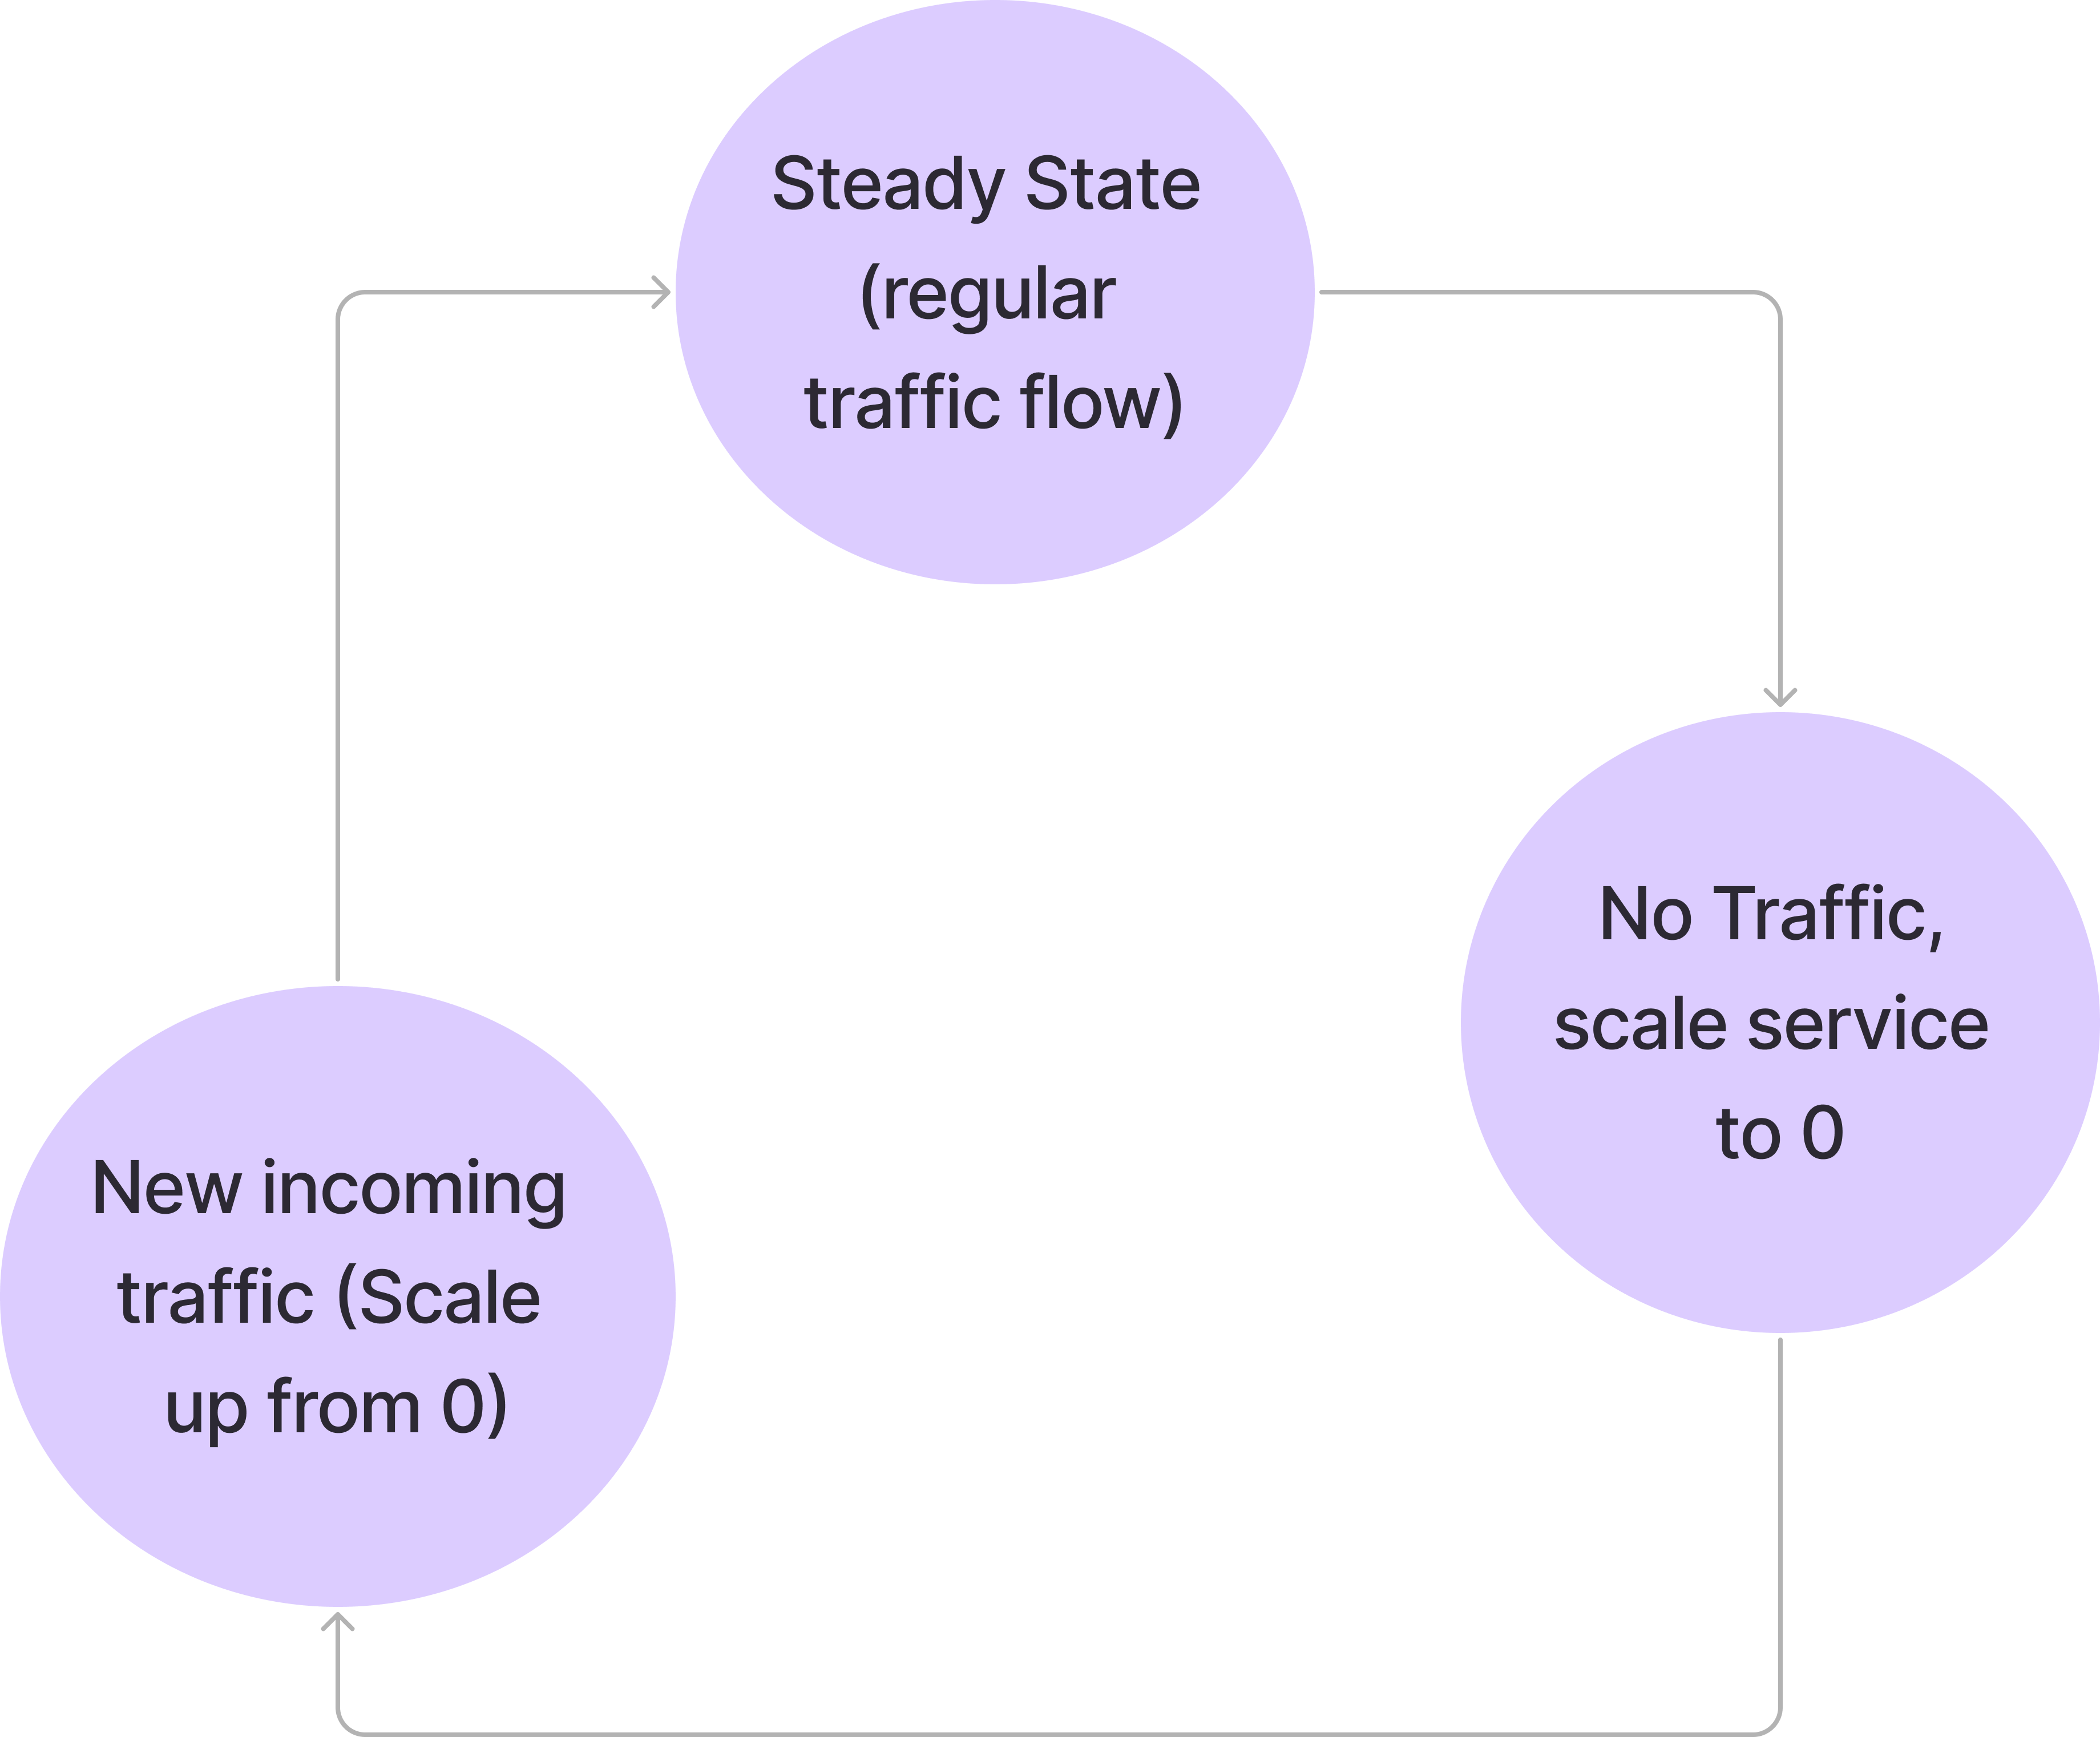 Steady State
(regular
traffic flow)
No Traffic,
scale service
to 0
New incoming
traffic (Scale
up from 0)